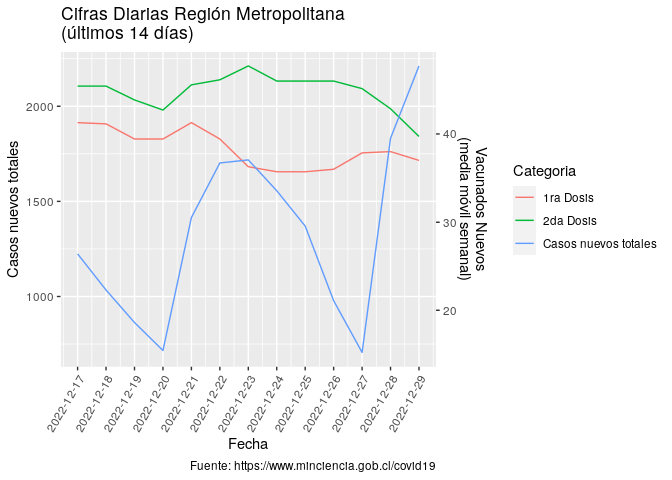 Cifras Diarias Región Metropolitana
(últimos 14 días)
Casos nuevos totales
2000
1500
1000
40
30
20
Vacunados Nuevos
(media móvil semanal)
2022-12-17
2022-12-18
2022-12-19
2022-12-20
2022-12-21
2022-12-22
2022-12-23
2022-12-24
2022-12-25
2022-12-26
2022-12-27
2022-12-28
2022-12-29
Fecha
Categoria
1ra Dosis
2da Dosis
Casos nuevos totales
Fuente: https://www.minciencia.gob.cl/covid19